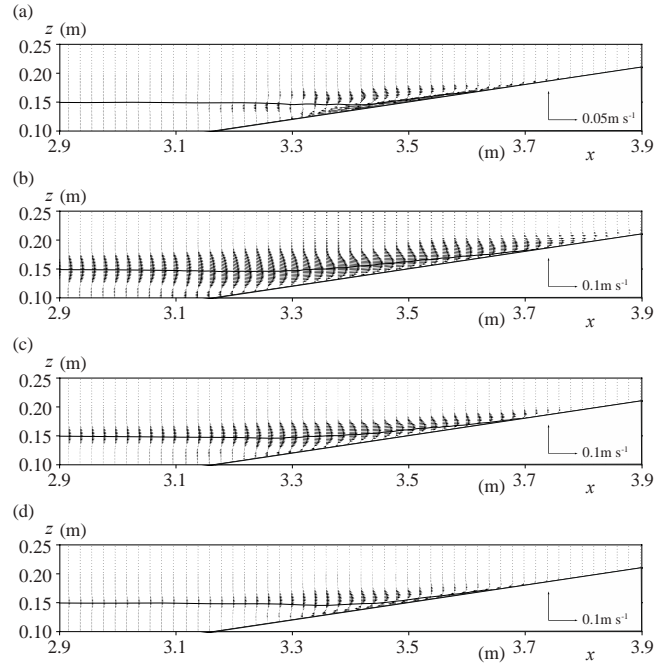 (a)
z (m)
0.25
0.20
0.15
0.10
0.05m s-1
2.9 3.1 3.3 (m) 3.5 3.7 x 3.9
(b)
z (m)
0.25
0.20
0.15
0.10
0.1m s-1
2.9 3.1 3.3 3.5 (m) 3.7 x 3.9
(c)
z (m)
0.25
0.20
0.15
0.10
0.1m s-1
2.9 3.1 3.3 3.5 (m) 3.7 x 3.9
(d)
z (m)
0.25
0.20
0.15
0.10
0.1m s-1
2.9 3.1 3.3 3.5 (m) 3.7 x 3.9